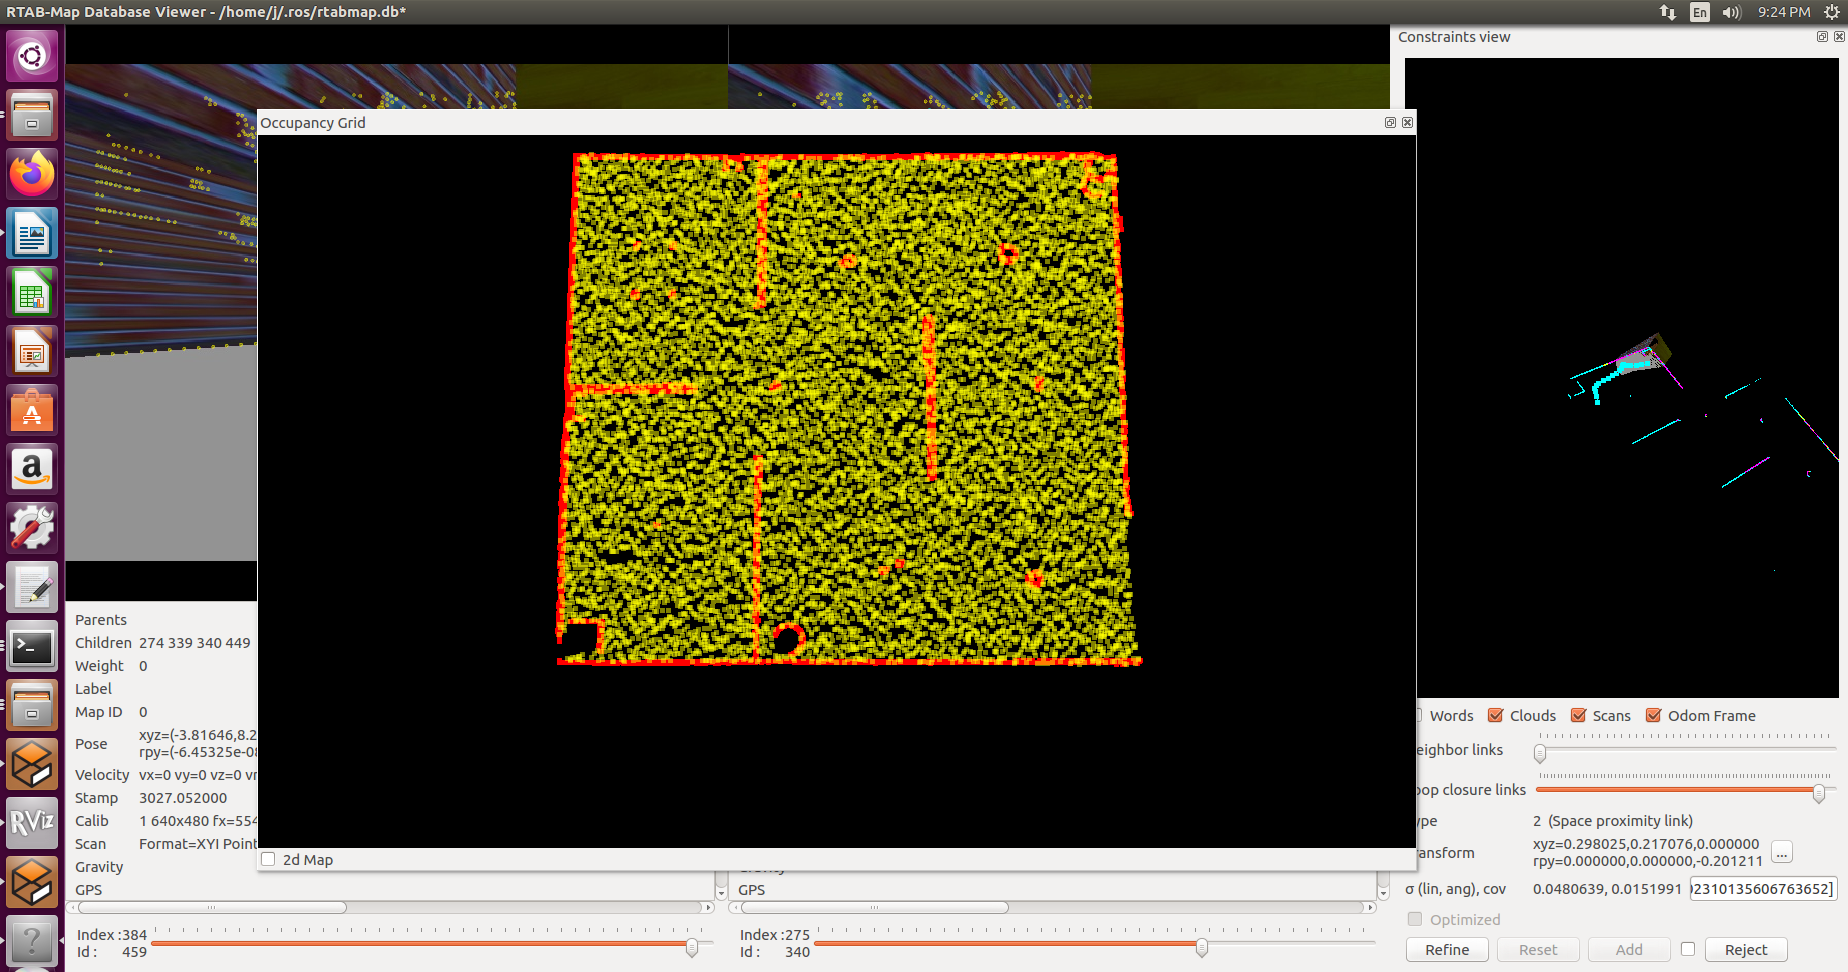 RTAB-Map Database Viewer - /home/j/.ros/rtabmap.db*
En
9:24 PM
Constraints view
Occupancy Grid
2d Map
Parents
Children 274 339 340 449
Weight 0
Label
Map ID 0
Pose xyz=(-3.81646,8.2
rpy=(-6.45325e-08
Velocity vx=0 vy=0 vz=0
Stamp 3027.052000
Calib 1 640x480 fx=554
Scan Format=XYI Point
Gravity
GPS
GPS
Index :384
Id : 459
Index :275
Id : 340
Words
Clouds
Scans
Odom Frame
eighbor links
oop closure links
ype 2 (Space proximity link)
ansform xyz=0.298025,0.217076,0.000000
rpy=0.000000,0.000000,-0.201211
...
σ (lin, ang), cov 0.0480639, 0.0151991 02310135606763652]
Optimized
Refine
Reset
Add
Reject
RViz